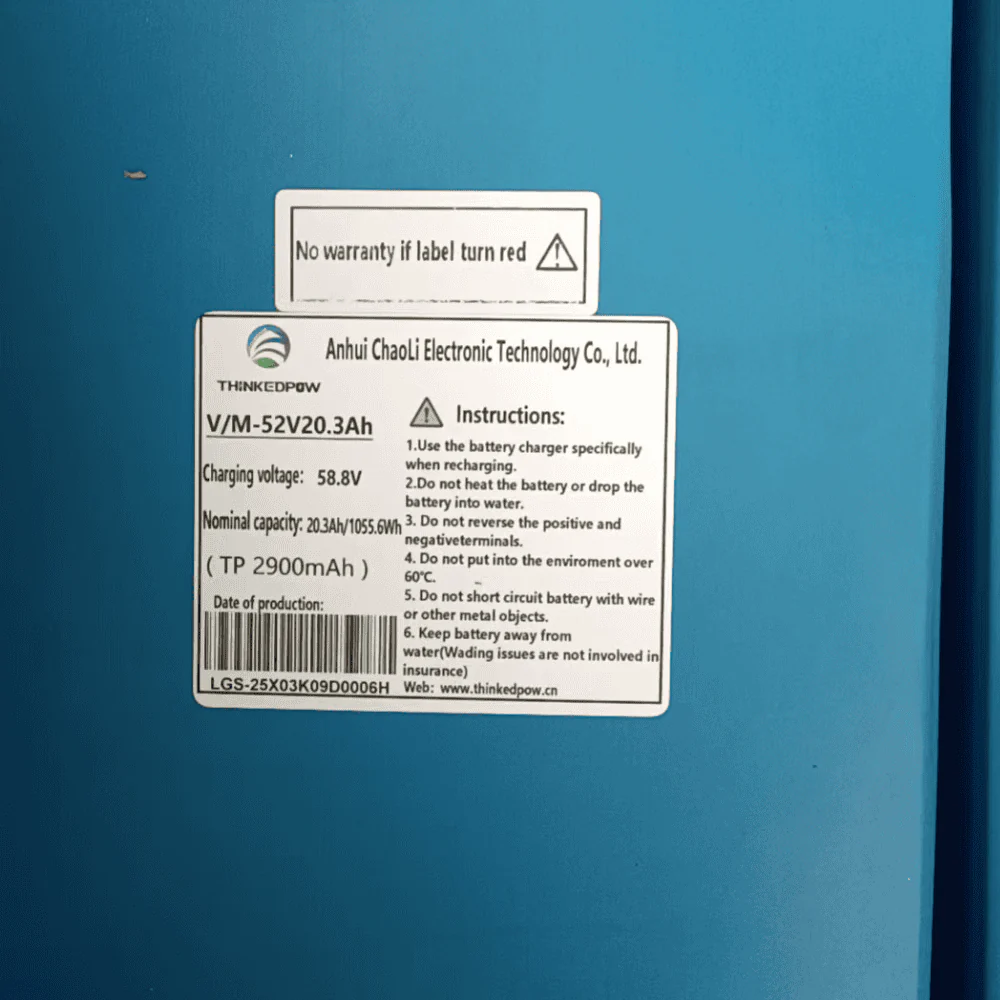 No warranty if label turn red
Anhui ChaoLi Electronic Technology Co., Ltd.
THINKEDPOW
V/M-52V20.3Ah
Charging voltage: 58.8V
Nominal capacity: 20.3Ah/1055.6Wh
( TP 2900mAh )
Date of production:
LGS-25X03K09D0006H
Instructions:
1.Use the battery charger specifically
when recharging.
2.Do not heat the battery or drop the
battery into water.
3. Do not reverse the positive and
negativeterminals.
4. Do not put into the enviroment over
60℃.
5. Do not short circuit battery with wire
or other metal objects.
6. Keep battery away from
water(Wading issues are not involved in
insurance)
Web: www.thinkedpow.cn